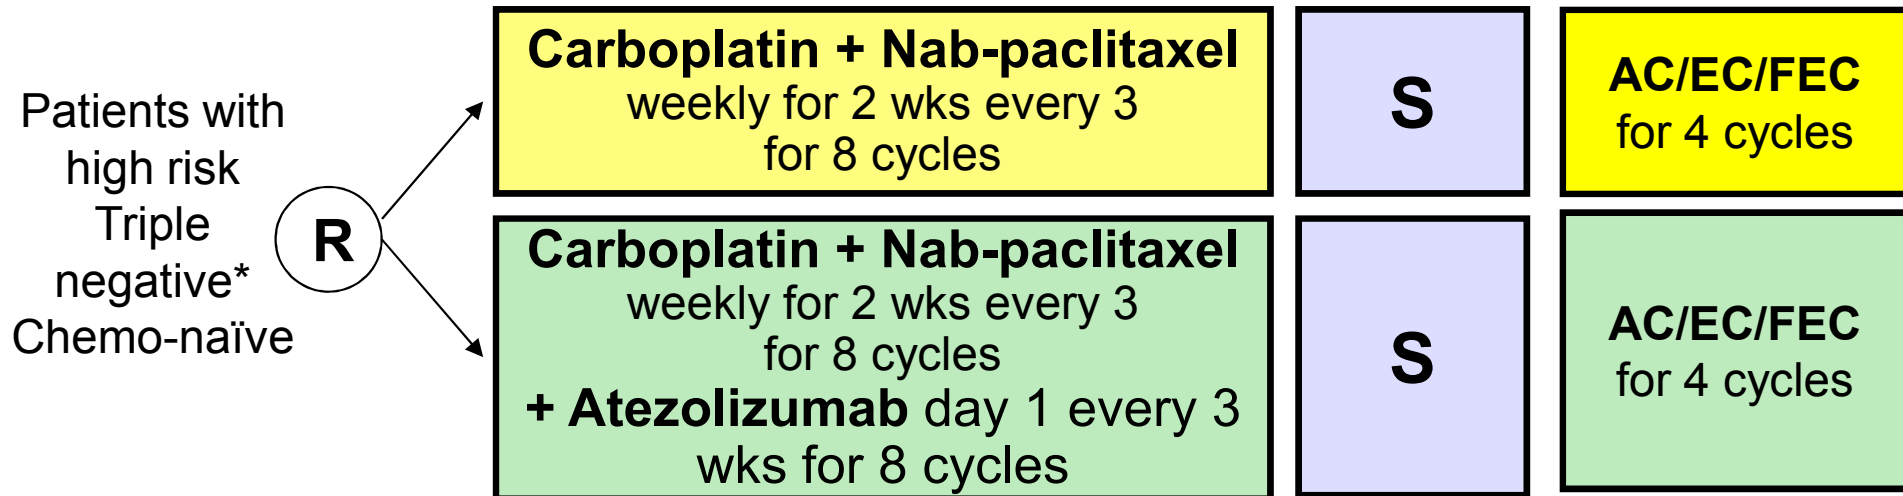 Patients with
high risk
Triple
negative*
Chemo-naïve
R
Carboplatin + Nab-paclitaxel
weekly for 2 wks every 3
for 8 cycles
S
AC/EC/FEC
for 4 cycles
Carboplatin + Nab-paclitaxel
weekly for 2 wks every 3
for 8 cycles
+ Atezolizumab day 1 every 3
wks for 8 cycles
S
AC/EC/FEC
for 4 cycles